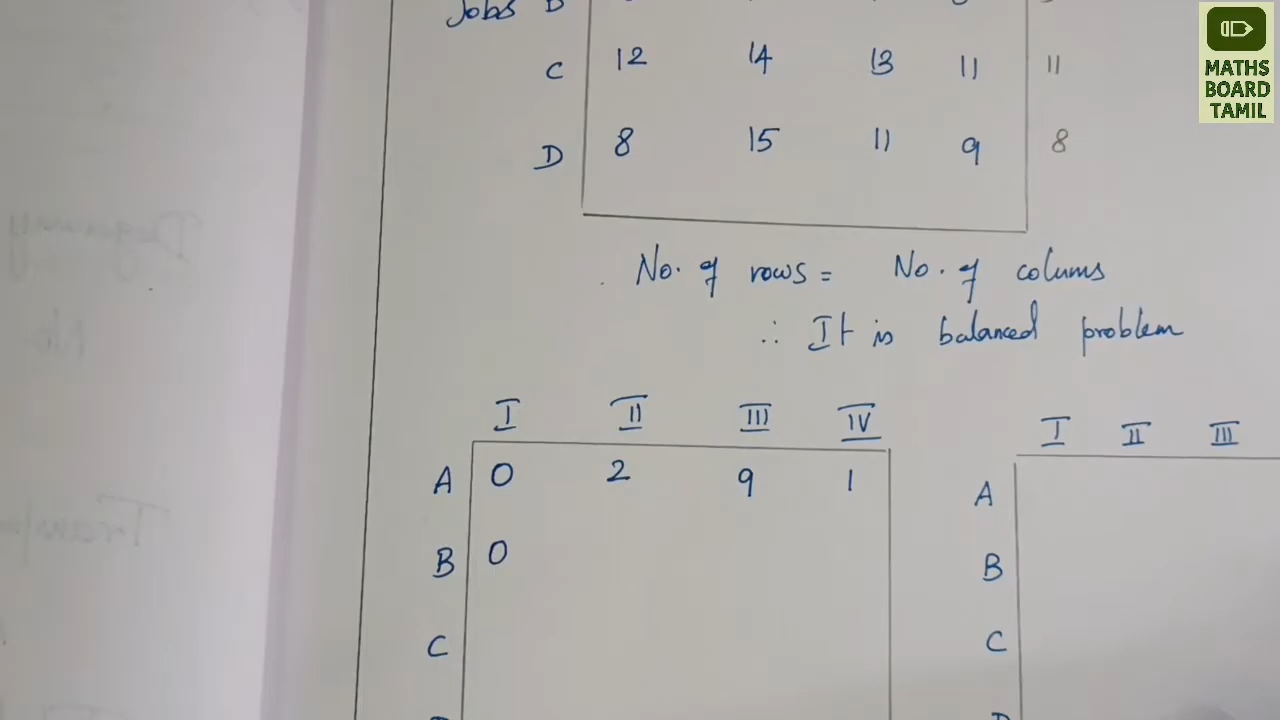 Jobs B
C 12 14 13 11 11
D 8 15 11 9 8
No. of rows = No. of colums
∴ It is balanced problem
I II III IV
A 0 2 9 1
B 0
C
I II III
A
B
C
MATHS
BOARD
TAMIL